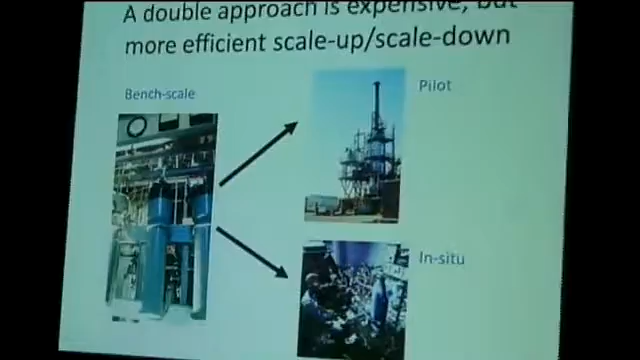 A double approach is expensive, but
more efficient scale-up/scale-down
Bench-scale
Pilot
In-situ